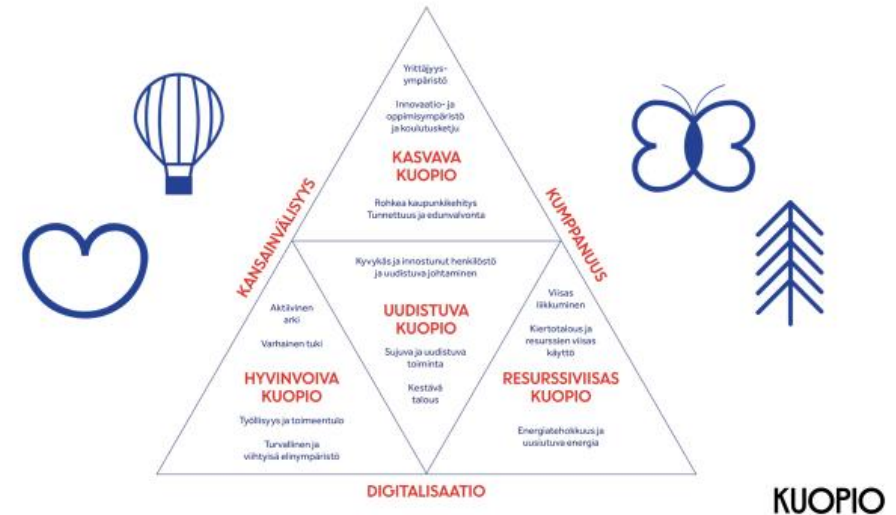 Yrittäjyys-
ympäristö
Innovaatio- ja
oppimisympäristö
ja koulutusketju
KASVAVA
KUOPIO
Rohkea kaupunkikehitys
Tunnettuus ja edunvalvonta
KANSAINVÄLISYYS
KUMPPANUUS
Kyvykäs ja innostunut henkilöstö
ja uudistuva johtaminen
UUDISTUVA
KUOPIO
Sujuva ja uudistuva
toiminta
Kestävä
talous
Aktiivinen
arki
Varhainen tuki
HYVINVOIVA
KUOPIO
Työllisyys ja toimeentulo
Turvallinen ja
viihtyisä elinympäristö
Viisas
liikkuminen
Kiertotalous ja
resurssien viisas
käyttö
RESURSSIVIISAS
KUOPIO
Energiatehokkuus ja
uusiutuva energia
DIGITALISAATIO
KUOPIO